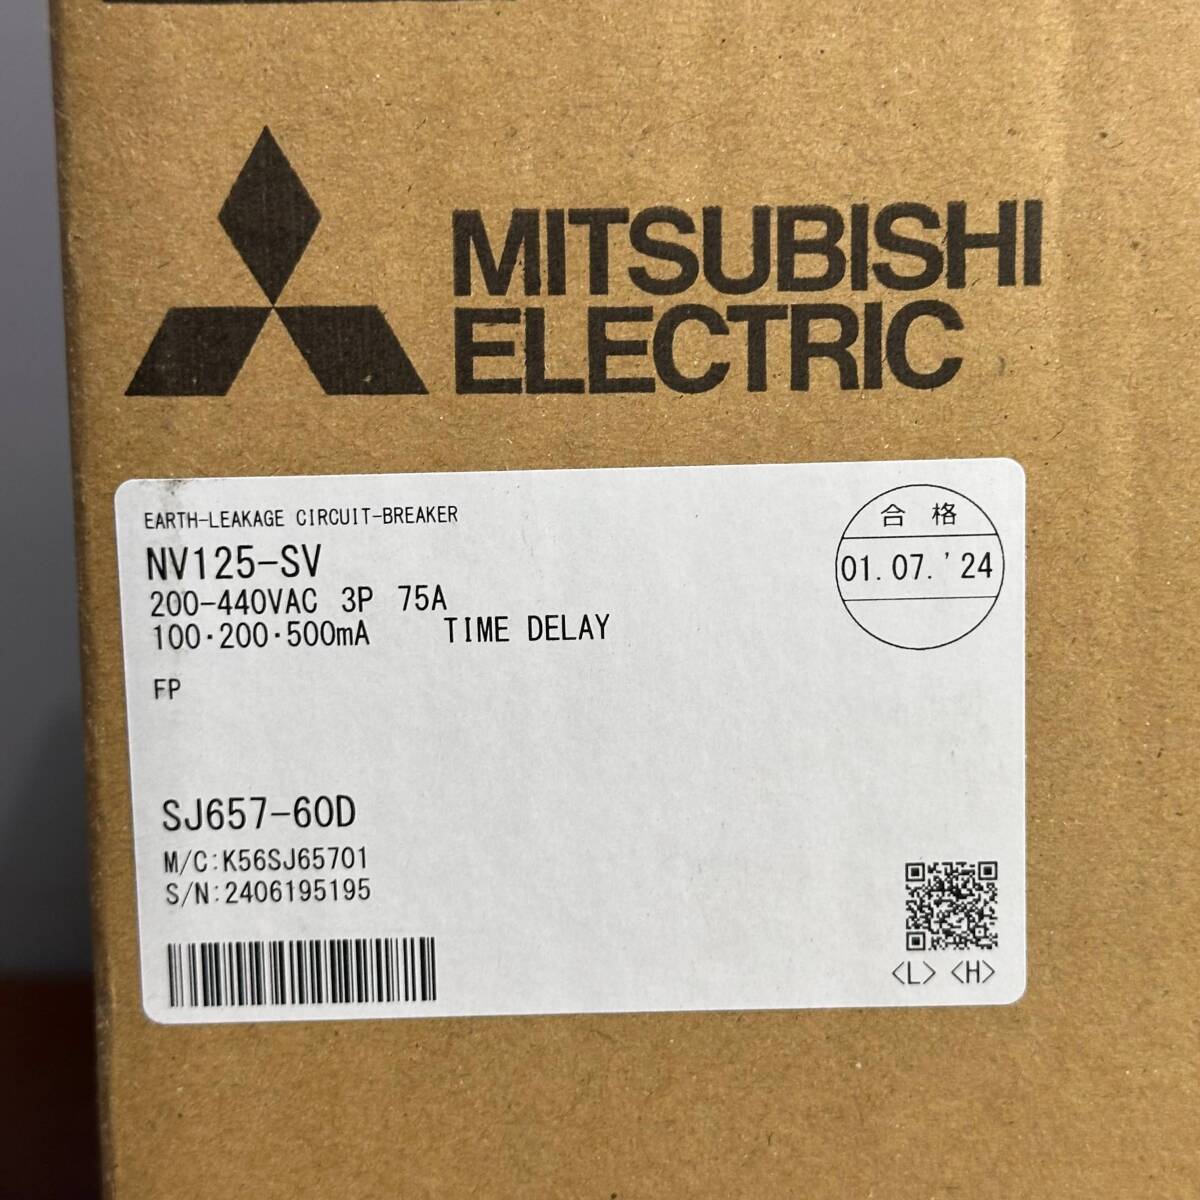 MITSUBISHI
ELECTRIC
EARTH-LEAKAGE CIRCUIT-BREAKER
NV125-SV
200-440VAC 3P 75A
100・200・500mA TIME DELAY
FP
合格
01.07.'24
SJ657-60D
M/C:K56SJ65701
S/N:2406195195
<L> <H>